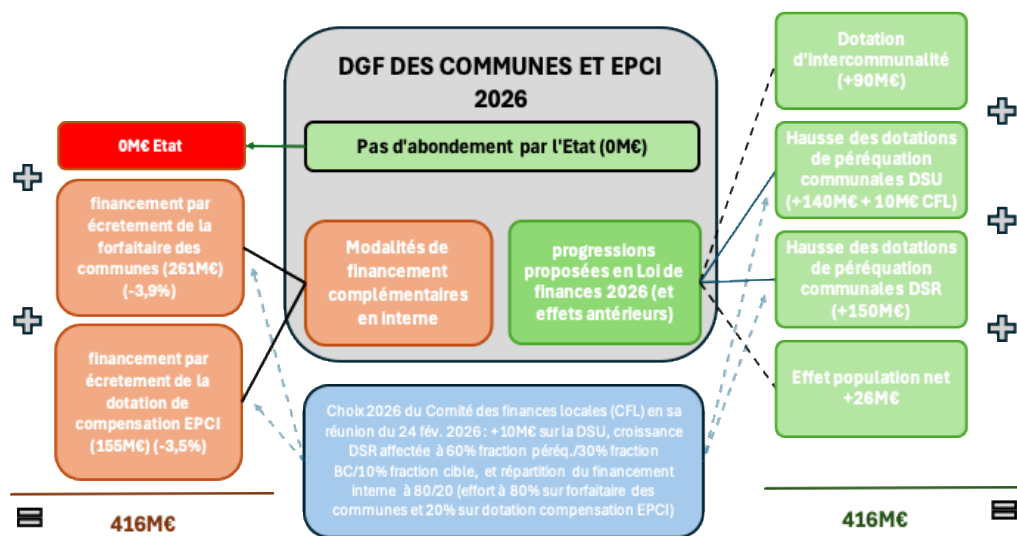 DGF DES COMMUNES ET EPCI
2026
Pas d'abondement par l'Etat (0M€)
0M€ Etat
financement par
écretement de la
forfaitaire des
communes (261M€)
(-3,9%)
financement par
écretement de la
dotation de
compensation EPCI
(155M€) (-3,5%)
416M€
Modalités de
financement
complémentaires
en interne
progressions
proposées en Loi de
finances 2026 (et
effets antérieurs)
Choix 2026 du Comité des finances locales (CFL) en sa
réunion du 24 fév. 2026 : +10M€ sur la DSU, croissance
DSR affectée à 60% fraction péréq./30% fraction
BC/10% fraction cible, et répartition du financement
interne à 80/20 (effort à 80% sur forfaitaire des
communes et 20% sur dotation compensation EPCI)
Dotation
d'intercommunalité
(+90M€)
Hausse des dotations
de péréquation
communales DSU
(+140M€ + 10M€ CFL)
Hausse des dotations
de péréquation
communales DSR
(+150M€)
Effet population net
+26M€
416M€